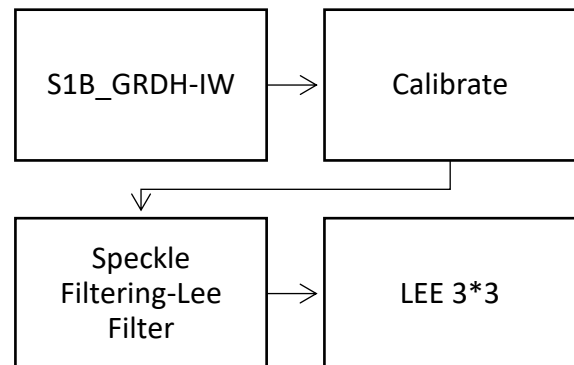 S1B_GRDH-IW
Calibrate
Speckle
Filtering-Lee
Filter
LEE 3*3